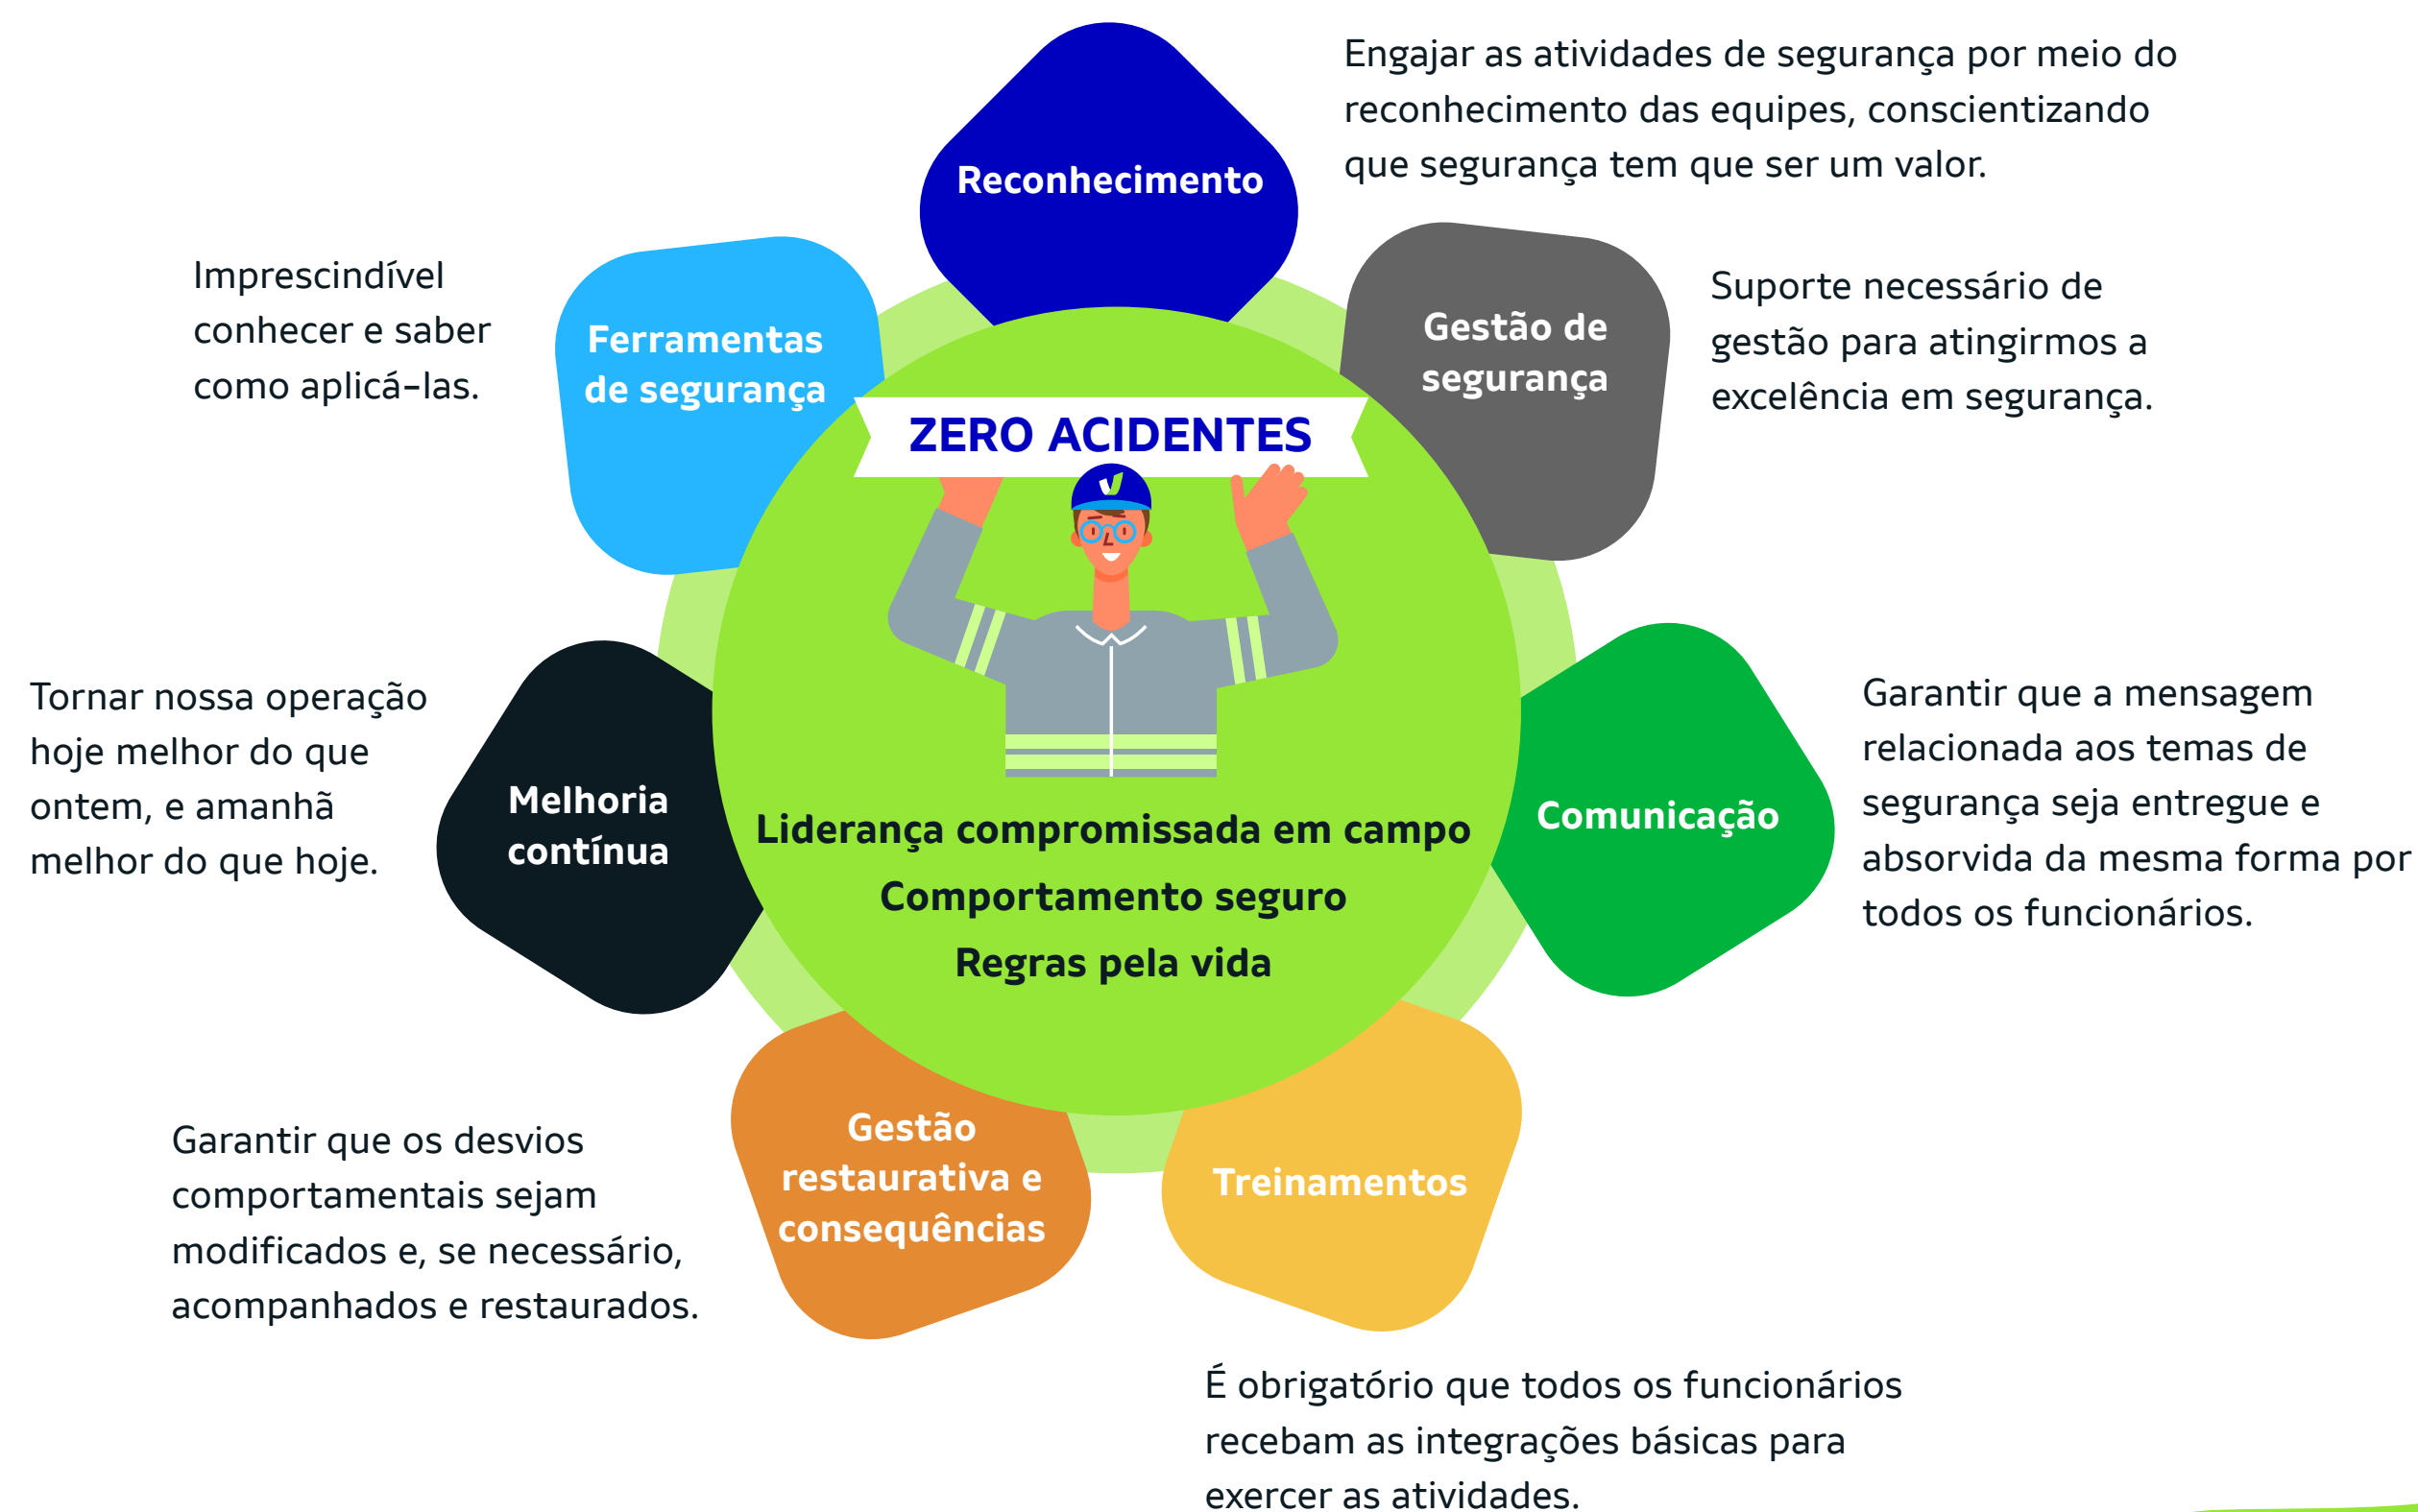 Reconhecimento
Engajar as atividades de segurança por meio do
reconhecimento das equipes, conscientizando
que segurança tem que ser um valor.
Gestão de
segurança
Suporte necessário de
gestão para atingirmos a
excelência em segurança.
Comunicação
Garantir que a mensagem
relacionada aos temas de
segurança seja entregue e
absorvida da mesma forma por
todos os funcionários.
Treinamentos
É obrigatório que todos os funcionários
recebam as integrações básicas para
exercer as atividades.
Gestão
restaurativa e
consequências
Garantir que os desvios
comportamentais sejam
modificados e, se necessário,
acompanhados e restaurados.
Melhoria
contínua
Tornar nossa operação
hoje melhor do que
ontem, e amanhã
melhor do que hoje.
Ferramentas
de segurança
Imprescindível
conhecer e saber
como aplicá-las.
ZERO ACIDENTES
Liderança compromissada em campo
Comportamento seguro
Regras pela vida